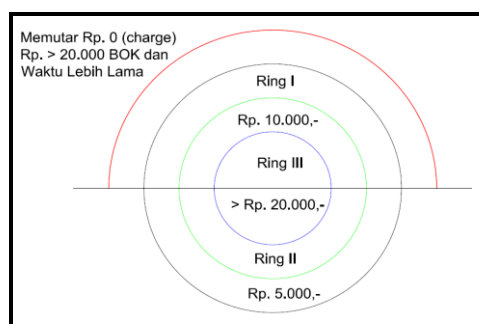 Memutar Rp. 0 (charge)
Rp. > 20.000 BOK dan
Waktu Lebih Lama
Ring I
Rp. 10.000,-
Ring III
> Rp. 20.000,-
Ring II
Rp. 5.000,-